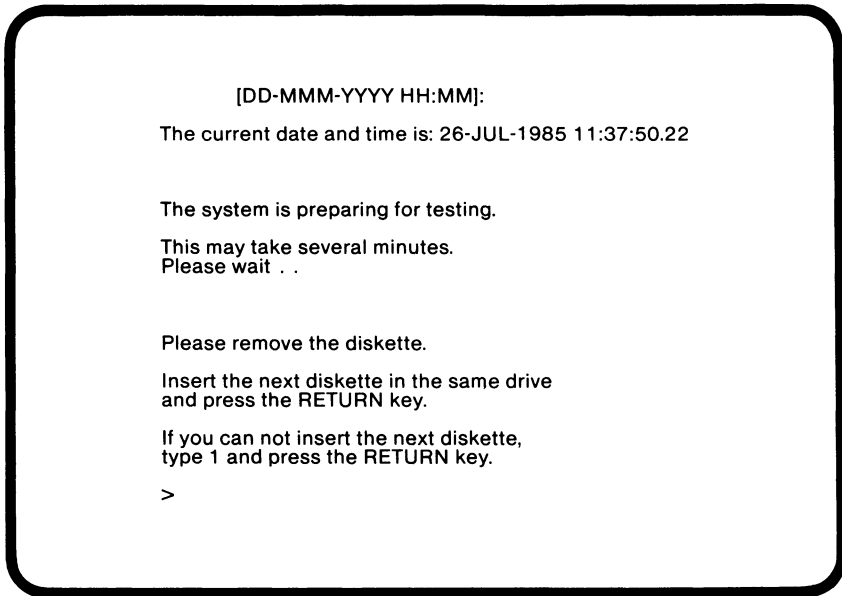 [DD-MMM-YYYY HH:MM]:
The current date and time is: 26-JUL-1985 11:37:50.22
The system is preparing for testing.
This may take several minutes.
Please wait . .
Please remove the diskette.
Insert the next diskette in the same drive
and press the RETURN key.
If you can not insert the next diskette,
type 1 and press the RETURN key.
>